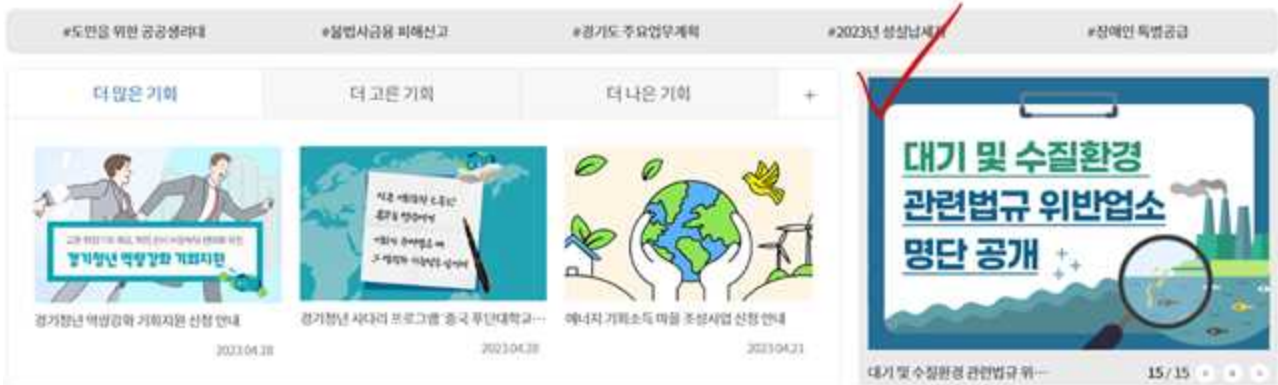 #도민을 위한 공공생리대 #불법사금융 피해신고 #경기도 주요업무계획 #2023년 성실납세자 #장애인 특별공급
더 많은 기회 더 고른 기회 더 나은 기회 +
대기 및 수질환경
관련법규 위반업소
명단 공개
경기청년 역량강화 기회지원
경기청년 역량강화 기회지원 신청 안내
경기청년 사다리 프로그램 '중국 푸단대학교…
에너지 기회소득 마을 조성사업 신청 안내
2023.04.28
2023.04.28
2023.04.21
대기 및 수질환경 관련법규 위…
15 / 15